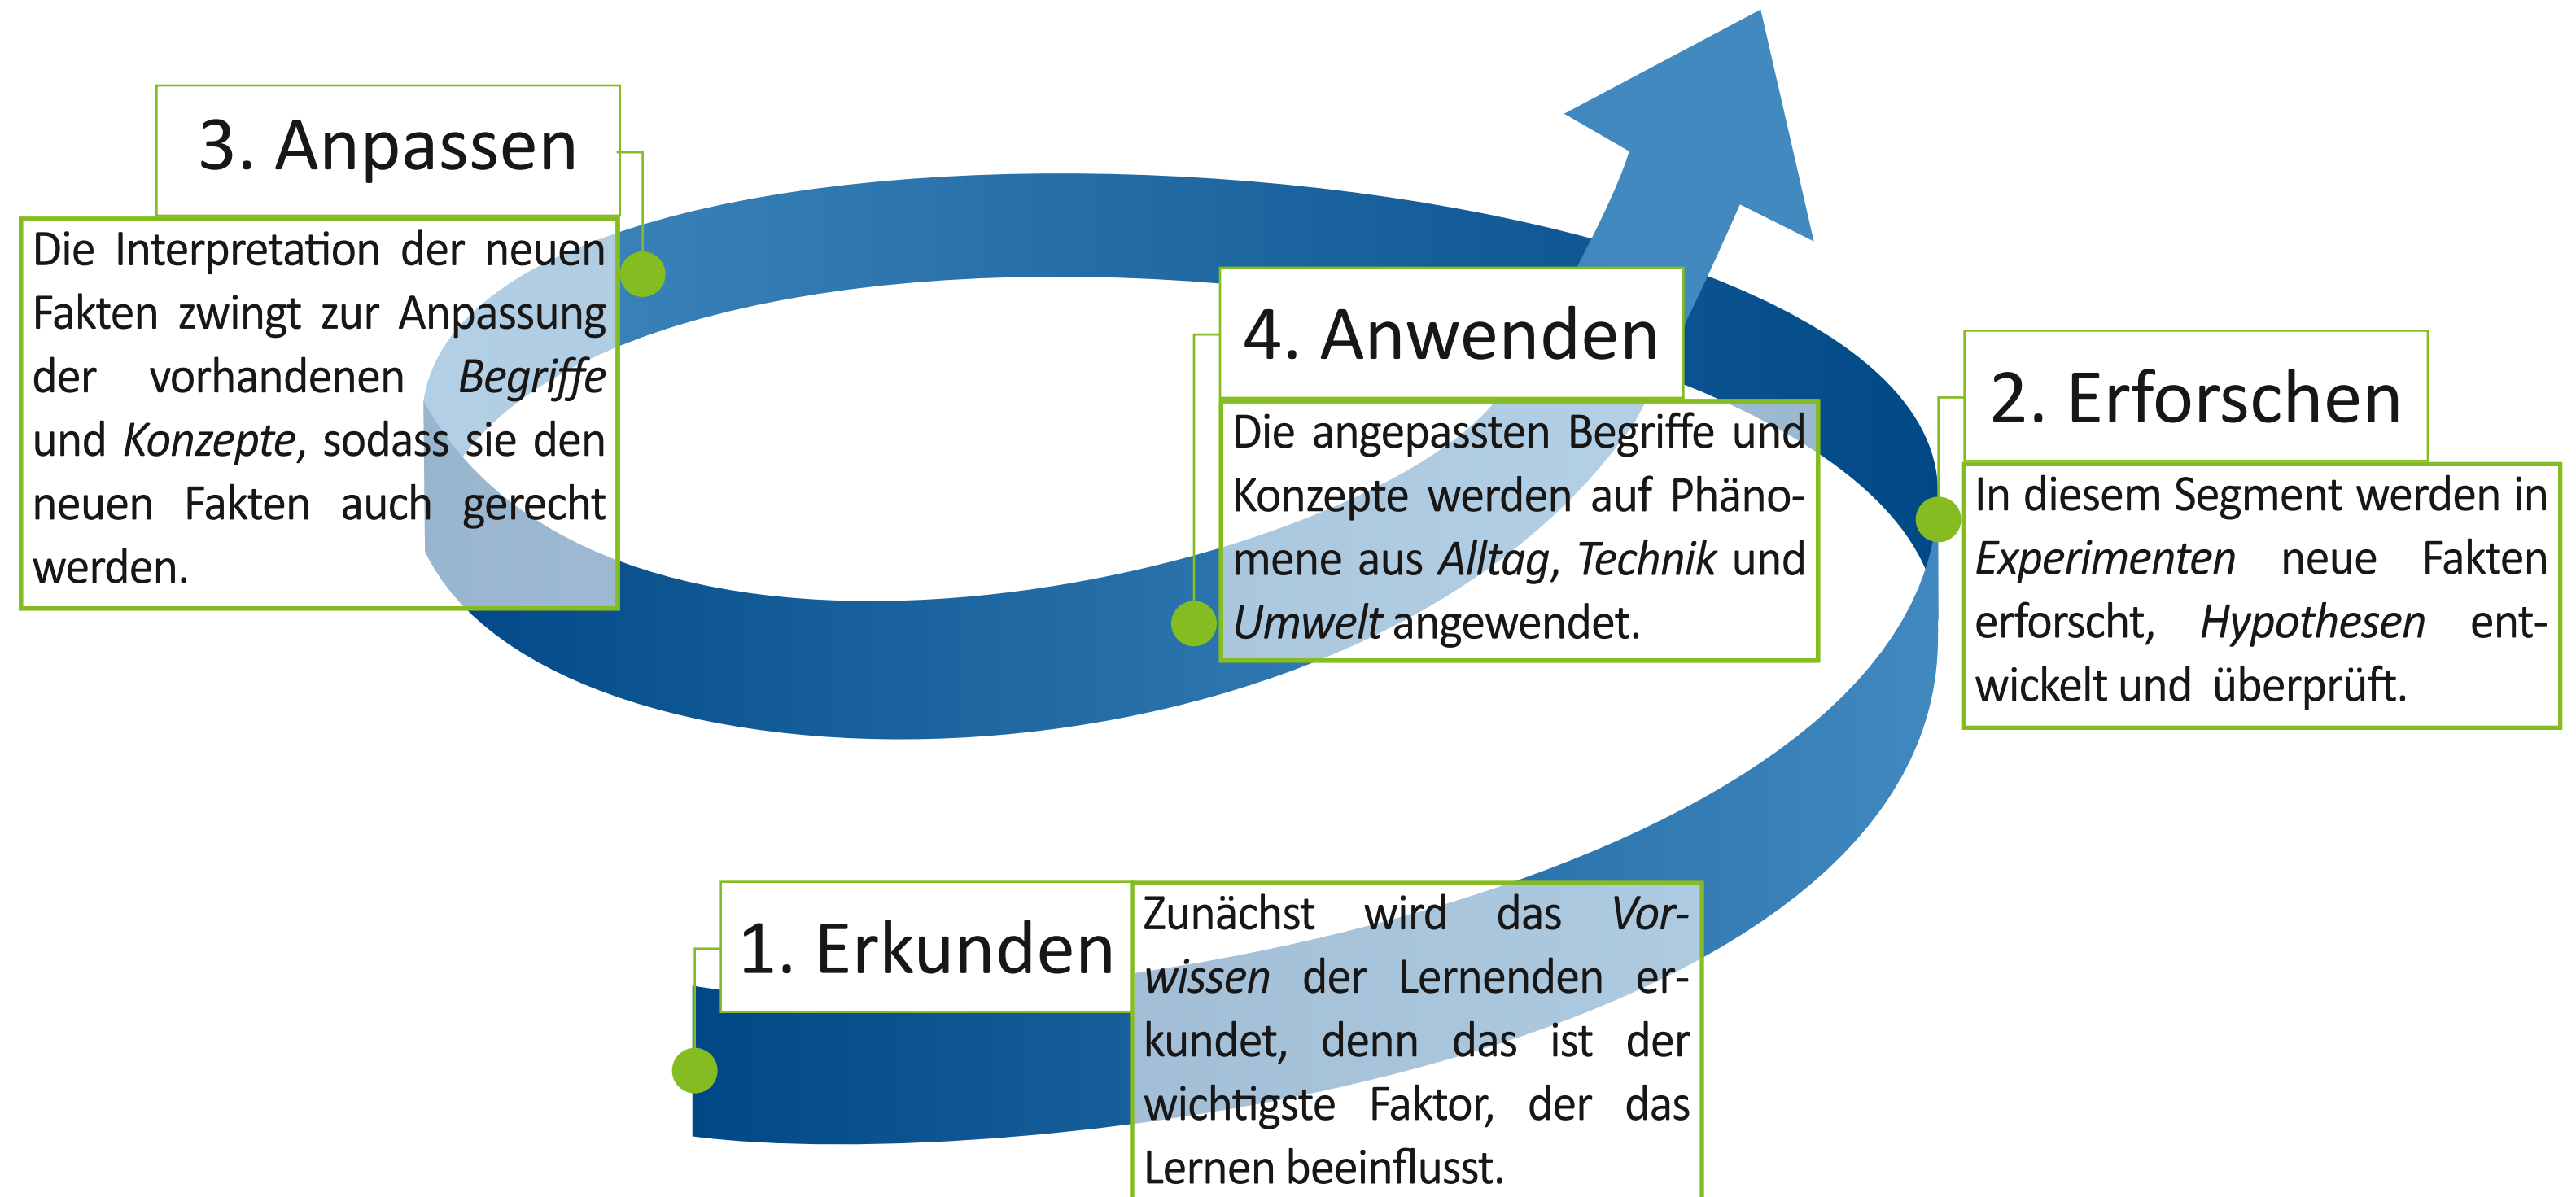 3. Anpassen
Die Interpretation der neuen
Fakten zwingt zur Anpassung
der vorhandenen Begriffe
und Konzepte, sodass sie den
neuen Fakten auch gerecht
werden.
4. Anwenden
Die angepassten Begriffe und
Konzepte werden auf Phäno-
mene aus Alltag, Technik und
Umwelt angewendet.
2. Erforschen
In diesem Segment werden in
Experimenten neue Fakten
erforscht, Hypothesen ent-
wickelt und überprüft.
1. Erkunden
Zunächst wird das Vor-
wissen der Lernenden er-
kundet, denn das ist der
wichtigste Faktor, der das
Lernen beeinflusst.